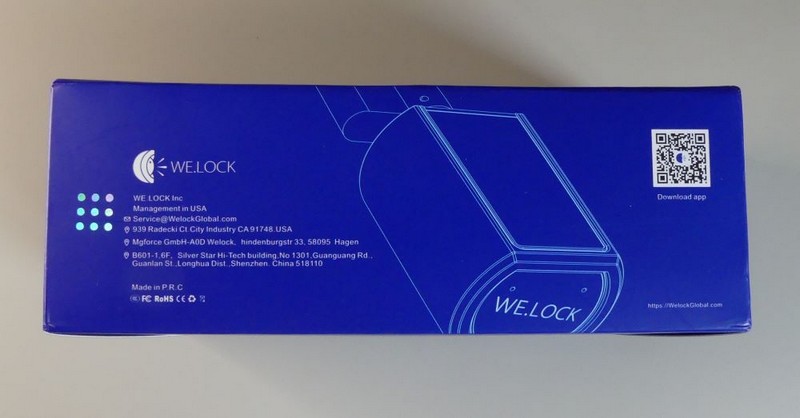 WE.LOCK
WE.LOCK Inc
Management in USA
Service@WelockGlobal.com
939 Radecki Ct.City Industry CA 91748.USA
Mgforce GmbH-A0D Welock, hindenburgstr 33, 58095 Hagen
B601-1,6F, Silver Star Hi-Tech building,No 1301,Guanguang Rd.,
Guanlan St.,Longhua Dist.,Shenzhen. China 518110
Made in P.R.C
FC RoHS CE
WE.LOCK
Download app
https://WelockGlobal.com